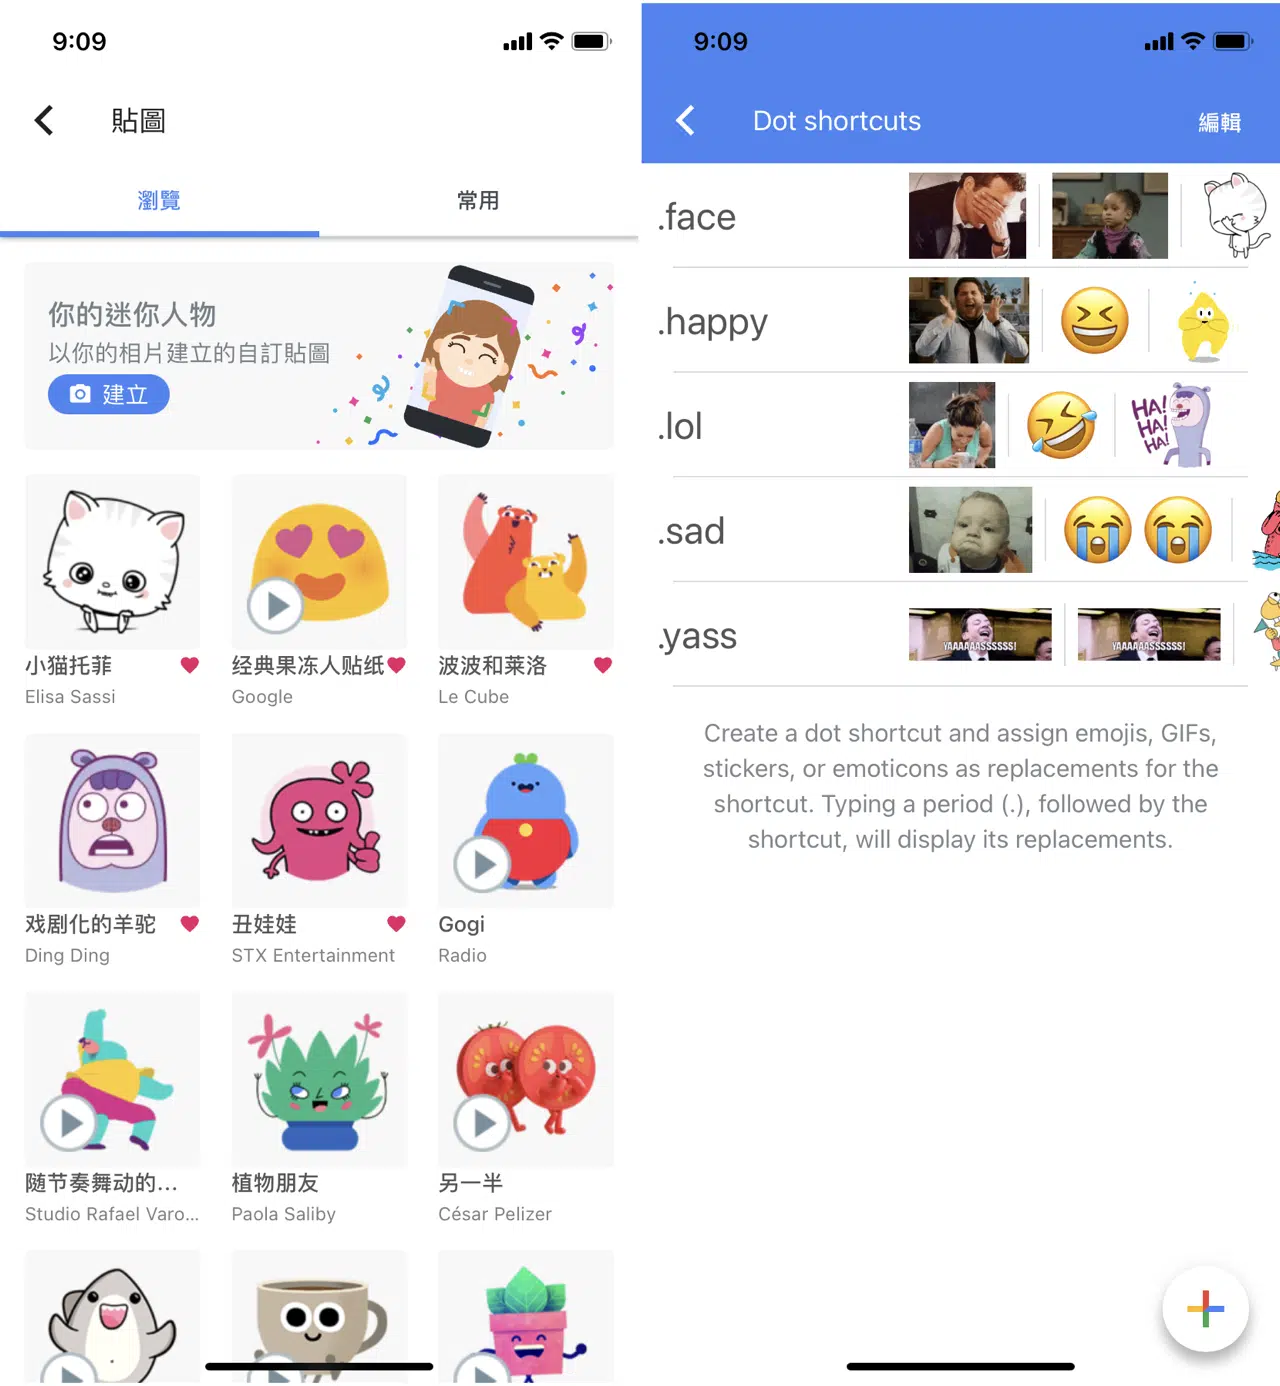 9:09
貼圖
瀏覽
常用
你的迷你人物
以你的相片建立的自訂貼圖
建立
小猫托菲
Elisa Sassi
经典果冻人贴纸
Google
波波和莱洛
Le Cube
戏剧化的羊驼
Ding Ding
丑娃娃
STX Entertainment
Gogi
Radio
随节奏舞动的...
Studio Rafael Varo...
植物朋友
Paola Saliby
另一半
César Pelizer
9:09
Dot shortcuts
編輯
.face
.happy
.lol
HA!
HA!
HA!
.sad
.yass
YAAAAAASSSSSS!
YAAAAAASSSSSS!
Create a dot shortcut and assign emojis, GIFs,
stickers, or emoticons as replacements for the
shortcut. Typing a period (.), followed by the
shortcut, will display its replacements.